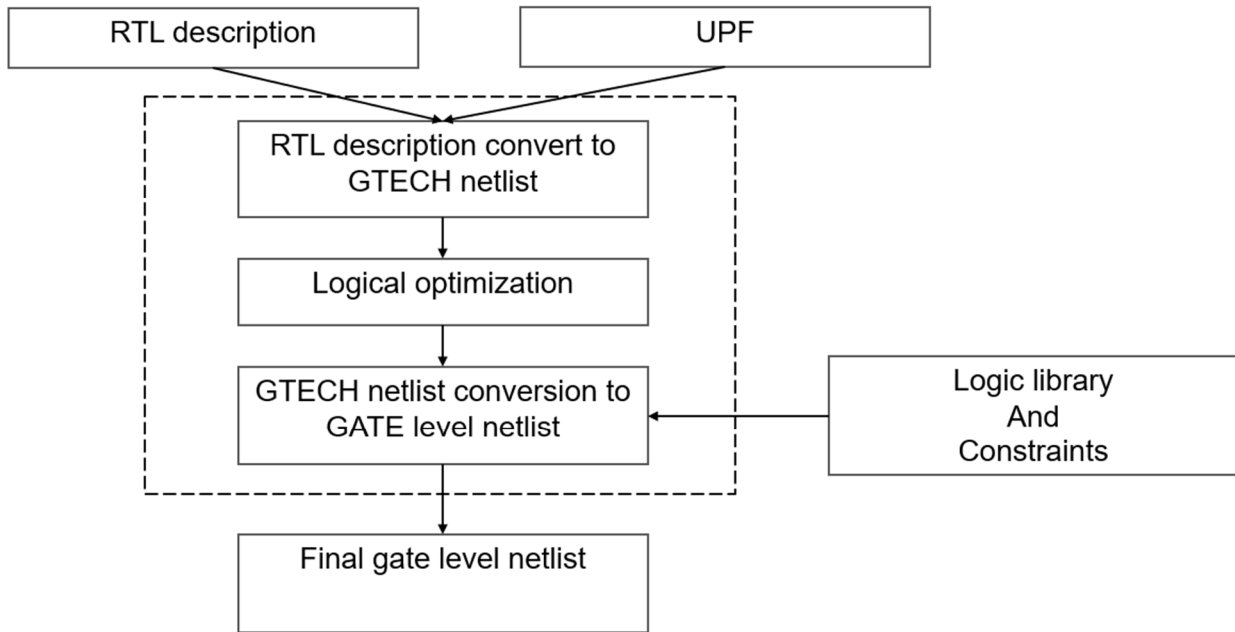 RTL description
UPF
RTL description convert to
GTECH netlist
Logical optimization
GTECH netlist conversion to
GATE level netlist
Logic library
And
Constraints
Final gate level netlist